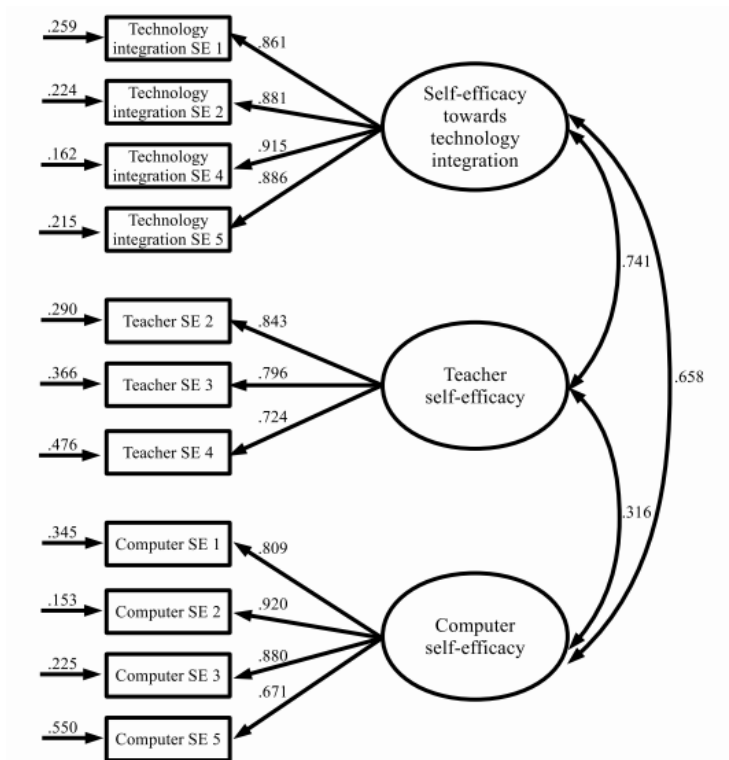 .259
Technology
integration SE 1
.861
.224
Technology
integration SE 2
.881
.162
Technology
integration SE 4
.915
.215
Technology
integration SE 5
.886
Self-efficacy
towards
technology
integration
.741
.658
.290
Teacher SE 2
.843
.366
Teacher SE 3
.796
.476
Teacher SE 4
.724
Teacher
self-efficacy
.316
.345
Computer SE 1
.809
.153
Computer SE 2
.920
.225
Computer SE 3
.880
.550
Computer SE 5
.671
Computer
self-efficacy